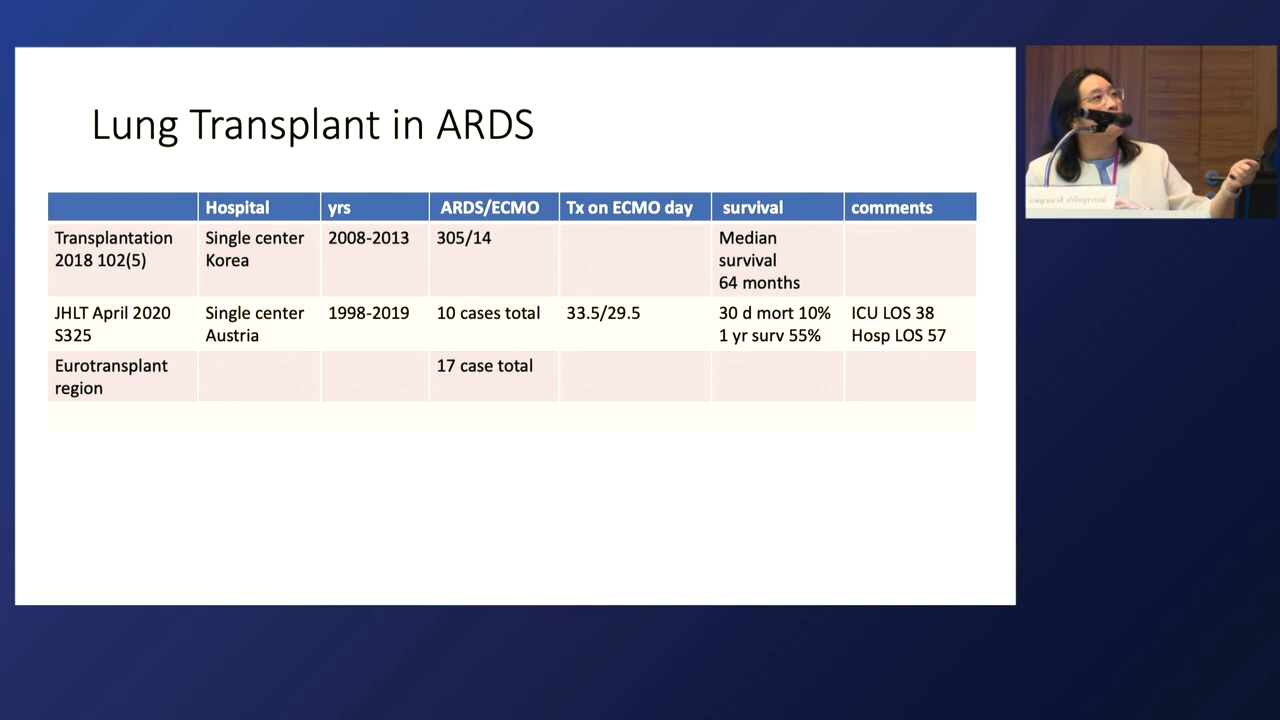 Lung Transplant in ARDS
Hospital yrs ARDS/ECMO Tx on ECMO day survival comments
Transplantation Single center 2008-2013 305/14 Median
2018 102(5) Korea survival
64 months
JHLT April 2020 Single center 1998-2019 10 cases total 33.5/29.5 30 d mort 10% ICU LOS 38
S325 Austria 1 yr surv 55% Hosp LOS 57
Eurotransplant 17 case total
region